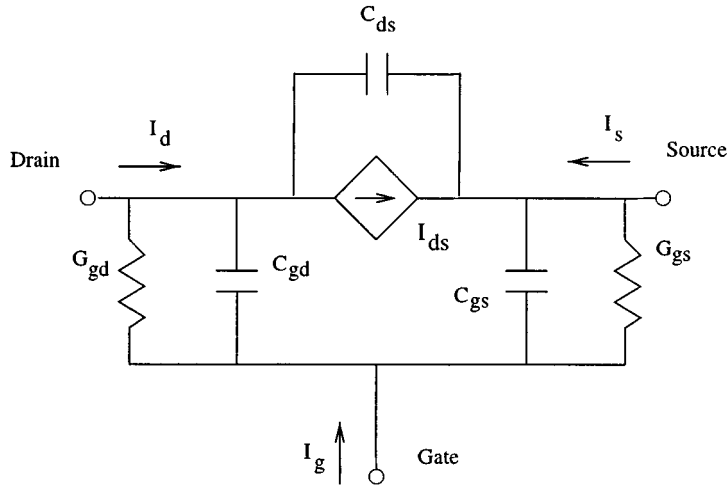 C_ds
I_d
I_s
Drain
Source
I_ds
G_gd
C_gd
C_gs
G_gs
I_g
Gate